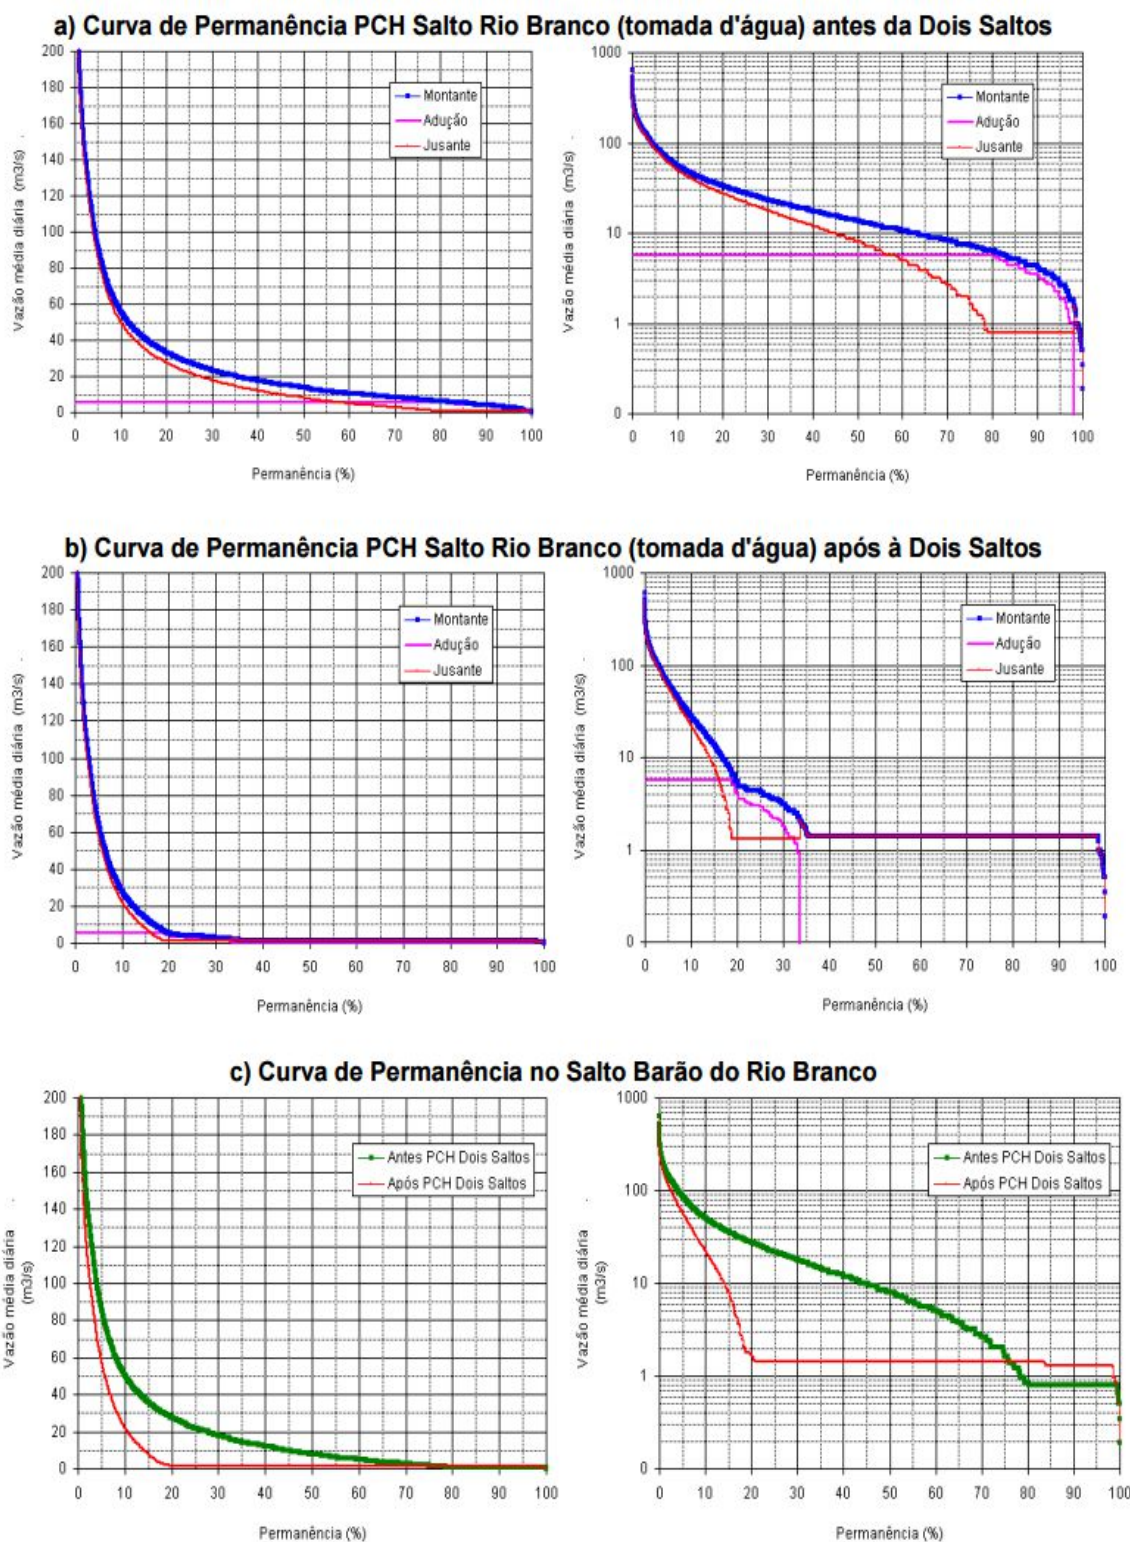 a) Curva de Permanência PCH Salto Rio Branco (tomada d'água) antes da Dois Saltos
200
180
160
140
120
100
80
60
40
20
0
Vazão média diária (m3/s)
Montante
Adução
Jusante
0 10 20 30 40 50 60 70 80 90 100
Permanência (%)
1000
100
10
1
0
Vazão média diária (m3/s)
Montante
Adução
Jusante
0 10 20 30 40 50 60 70 80 90 100
Permanência (%)
b) Curva de Permanência PCH Salto Rio Branco (tomada d'água) após à Dois Saltos
200
180
160
140
120
100
80
60
40
20
0
Vazão média diária (m3/s)
Montante
Adução
Jusante
0 10 20 30 40 50 60 70 80 90 100
Permanência (%)
1000
100
10
1
0
Vazão média diária (m3/s)
Montante
Adução
Jusante
0 10 20 30 40 50 60 70 80 90 100
Permanência (%)
c) Curva de Permanência no Salto Barão do Rio Branco
200
180
160
140
120
100
80
60
40
20
0
Vazão média diária
(m3/s)
Antes PCH Dois Saltos
Após PCH Dois Saltos
0 10 20 30 40 50 60 70 80 90 100
Permanência (%)
1000
100
10
1
0
Vazão média diária
(m3/s)
Antes PCH Dois Saltos
Após PCH Dois Saltos
0 10 20 30 40 50 60 70 80 90 100
Permanência (%)